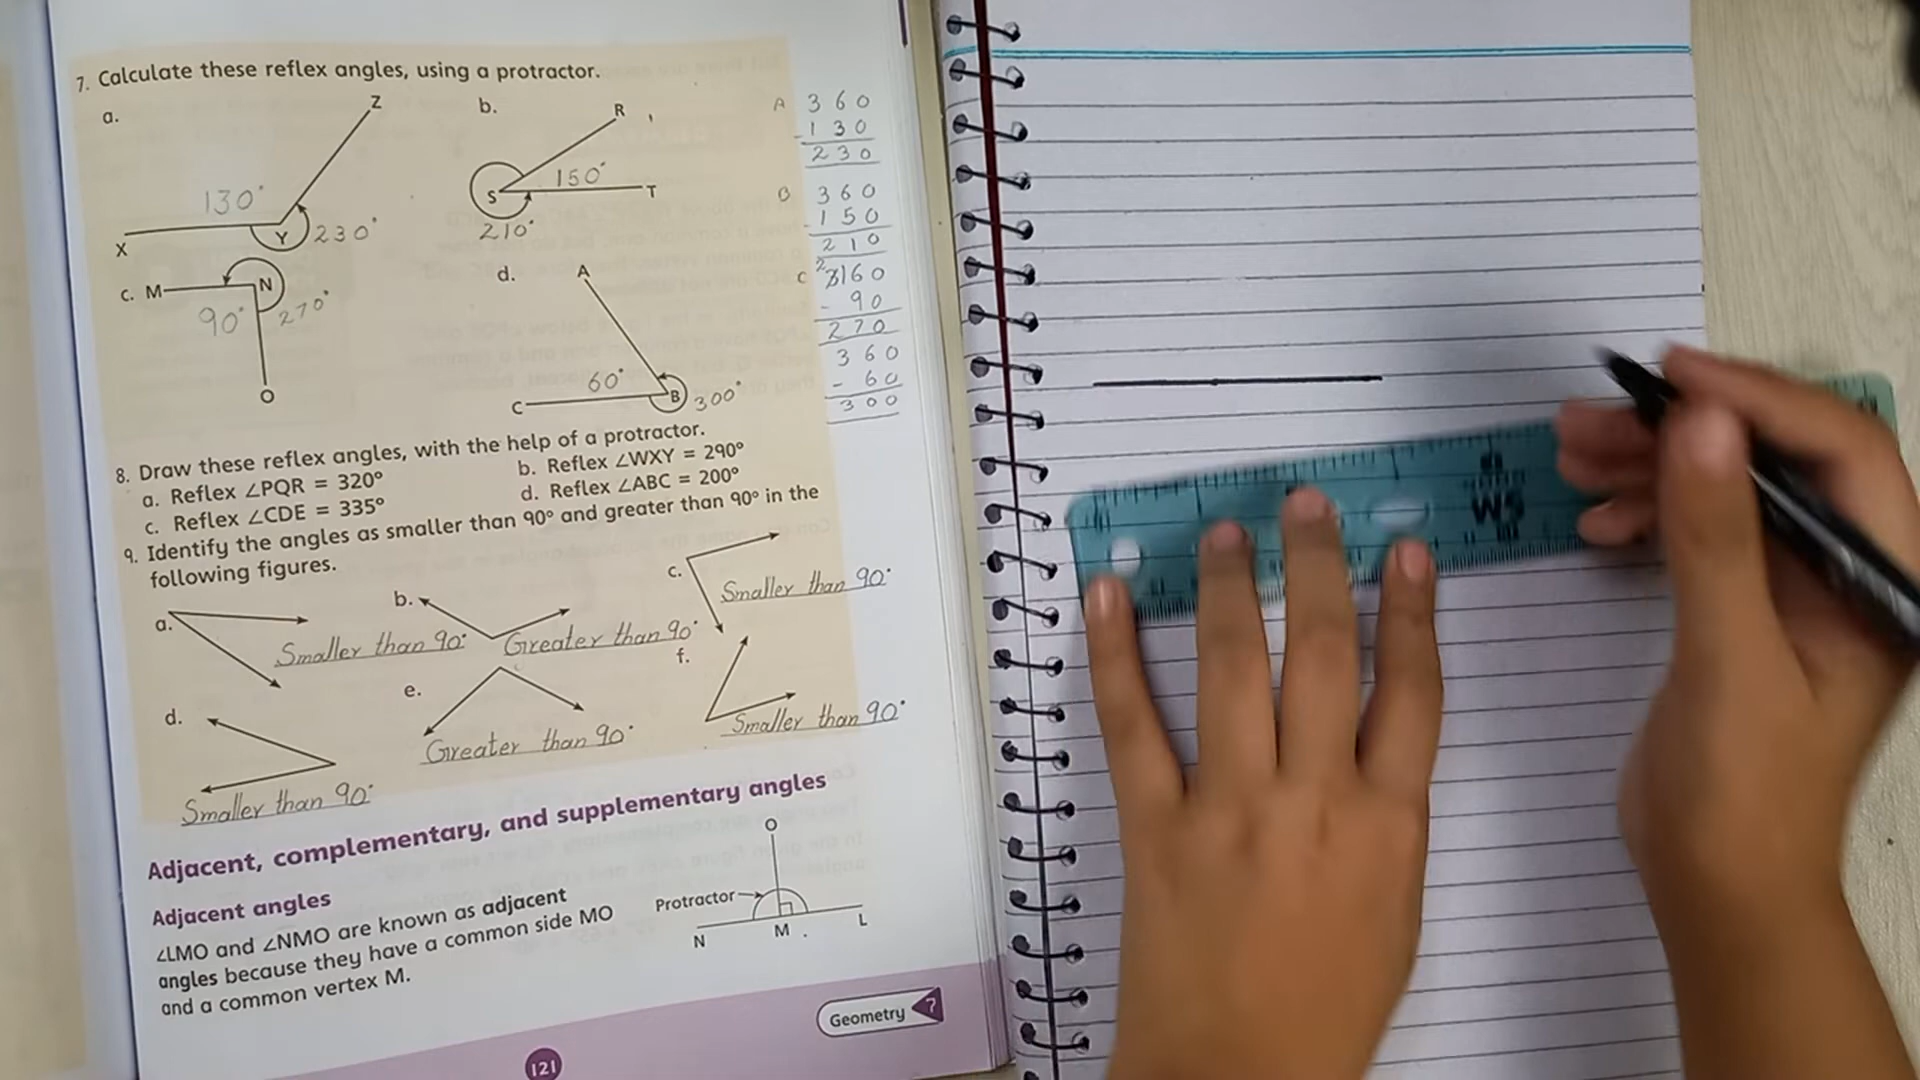 7. Calculate these reflex angles, using a protractor.
a.
Z
130°
X
Y
230°
b.
R
S
150°
T
210°
c. M
N
90°
270°
O
d.
A
60°
C
B
300°
A 360
- 130
230
B 360
- 150
210
C 2 3160
- 90
270
360
- 60
300
8. Draw these reflex angles, with the help of a protractor.
a. Reflex ∠PQR = 320°
b. Reflex ∠WXY = 290°
c. Reflex ∠CDE = 335°
d. Reflex ∠ABC = 200°
9. Identify the angles as smaller than 90° and greater than 90° in the
following figures.
a.
Smaller than 90°
b.
Greater than 90°
c.
Smaller than 90°
d.
Smaller than 90°
e.
Greater than 90°
f.
Smaller than 90°
Adjacent, complementary, and supplementary angles
Adjacent angles
∠LMO and ∠NMO are known as adjacent
angles because they have a common side MO
and a common vertex M.
O
Protractor
N
M
L
Geometry 7
121